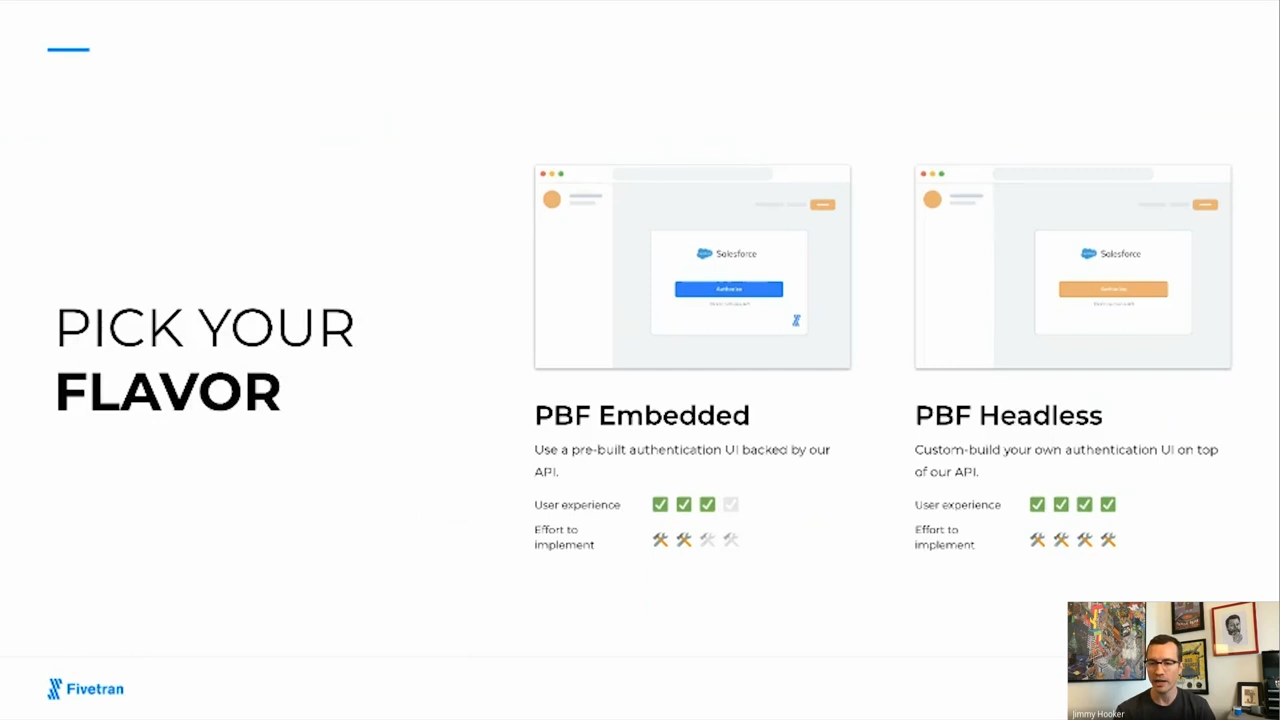 PICK YOUR
FLAVOR
Salesforce
Authorize
Salesforce
Authorize
PBF Embedded
Use a pre-built authentication UI backed by our
API.
User experience
Effort to
implement
PBF Headless
Custom-build your own authentication UI on top
of our API.
User experience
Effort to
implement
Fivetran
Jimmy Hooker